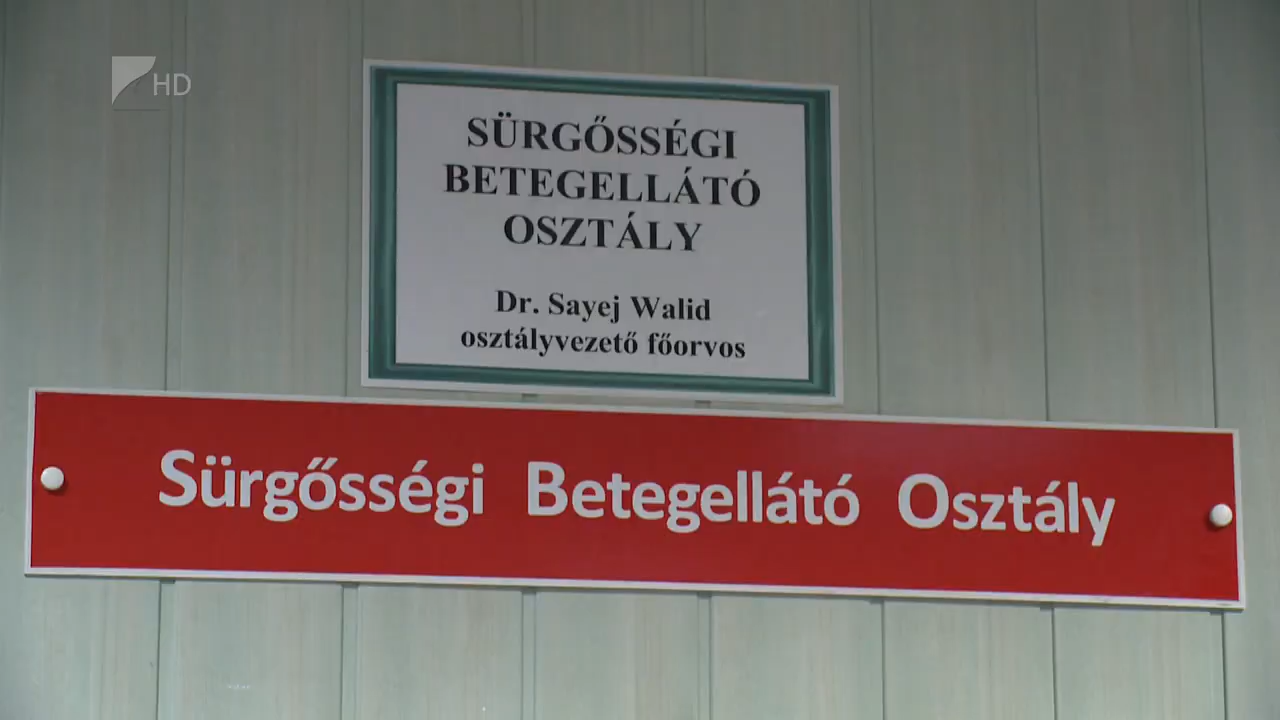 HD
SÜRGŐSSÉGI
BETEGELLÁTÓ
OSZTÁLY
Dr. Sayej Walid
osztályvezető főorvos
Sürgősségi Betegellátó Osztály